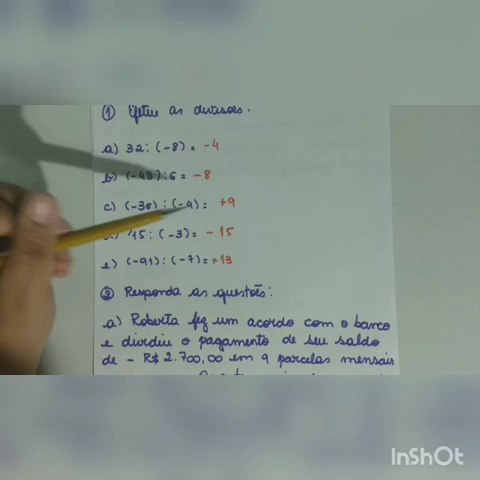 ① Efetue as divisões.
a) 32 : (-8) = -4
b) (-48) : 6 = -8
c) (-36) : (-4) = +9
45 : (-3) = - 15
e) (-91) : (-7) = +13
② Responda as questões:
a) Roberta fez um acordo com o banco
e dividiu o pagamento de seu saldo
de - R$ 2.700,00 em 9 parcelas mensais
InShOt